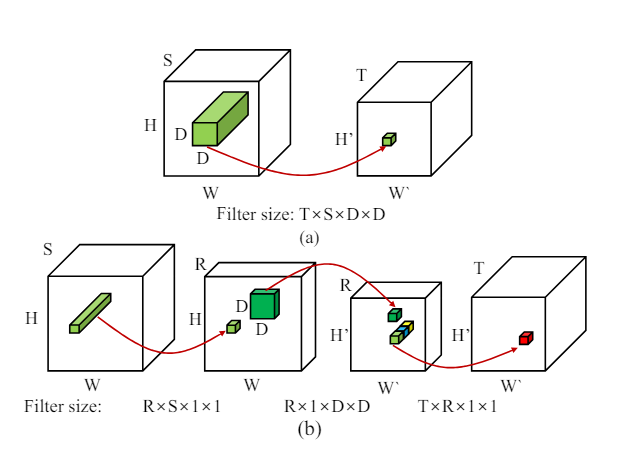 S
T
H
D
D
H'
W
W`
Filter size: T×S×D×D
(a)
S
R
R
T
H
H
D
D
H'
H'
W
W
W`
W`
Filter size: R×S×1×1 R×1×D×D T×R×1×1
(b)